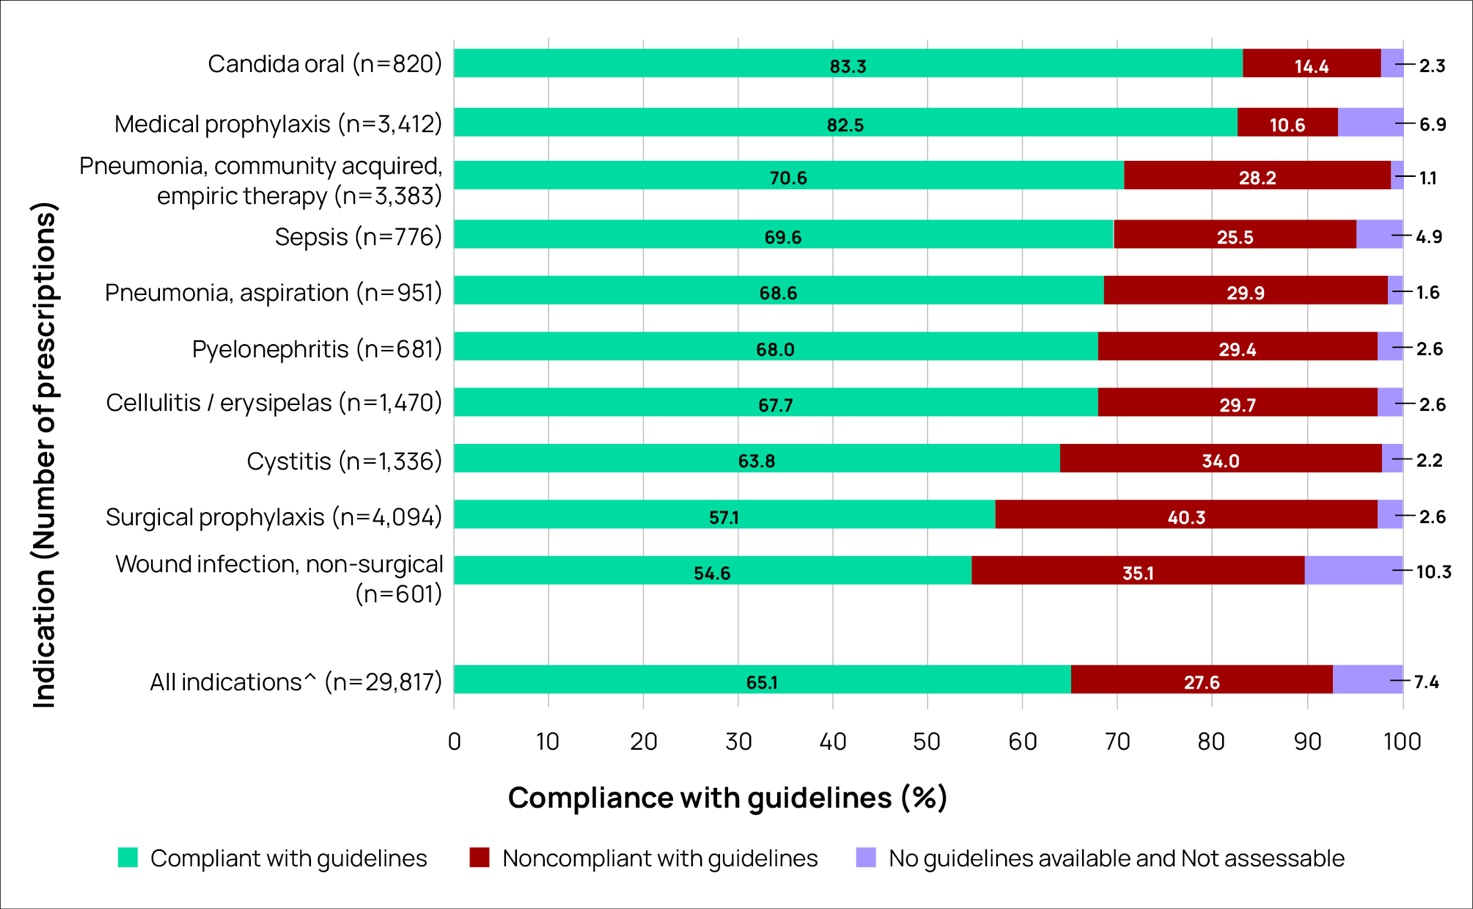 Candida oral (n=820)
83.3
14.4
2.3
Medical prophylaxis (n=3,412)
82.5
10.6
6.9
Pneumonia, community acquired,
empiric therapy (n=3,383)
70.6
28.2
1.1
Sepsis (n=776)
69.6
25.5
4.9
Pneumonia, aspiration (n=951)
68.6
29.9
1.6
Pyelonephritis (n=681)
68.0
29.4
2.6
Cellulitis / erysipelas (n=1,470)
67.7
29.7
2.6
Cystitis (n=1,336)
63.8
34.0
2.2
Surgical prophylaxis (n=4,094)
57.1
40.3
2.6
Wound infection, non-surgical
(n=601)
54.6
35.1
10.3
All indications^ (n=29,817)
65.1
27.6
7.4
Indication (Number of prescriptions)
0 10 20 30 40 50 60 70 80 90 100
Compliance with guidelines (%)
Compliant with guidelines
Noncompliant with guidelines
No guidelines available and Not assessable